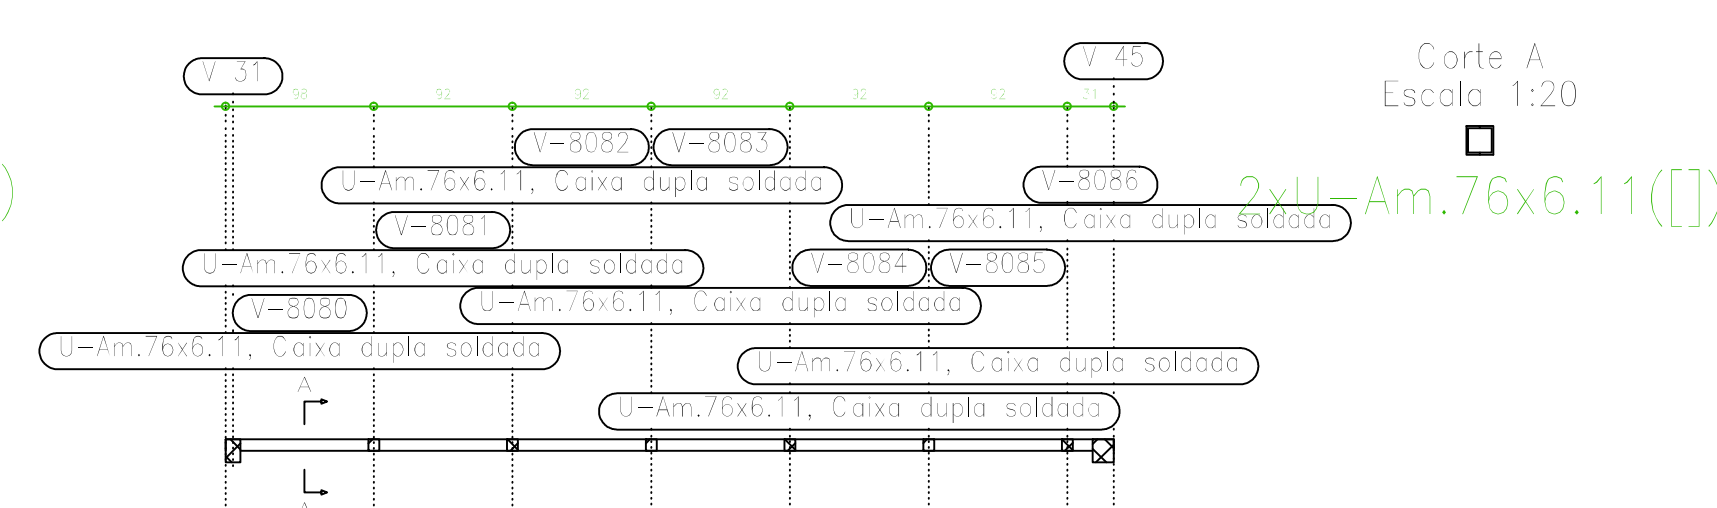 V 45
Corte A
V 31
Escala 1:20
98 92 92 92 92 92 31
V-8082 V-8083
U-Am.76x6.11, Caixa dupla soldada
V-8086
)
2xU-Am.76x6.11([])
V-8081
U-Am.76x6.11, Caixa dupla soldada
U-Am.76x6.11, Caixa dupla soldada
V-8084 V-8085
V-8080
U-Am.76x6.11, Caixa dupla soldada
U-Am.76x6.11, Caixa dupla soldada
U-Am.76x6.11, Caixa dupla soldada
A
U-Am.76x6.11, Caixa dupla soldada
A